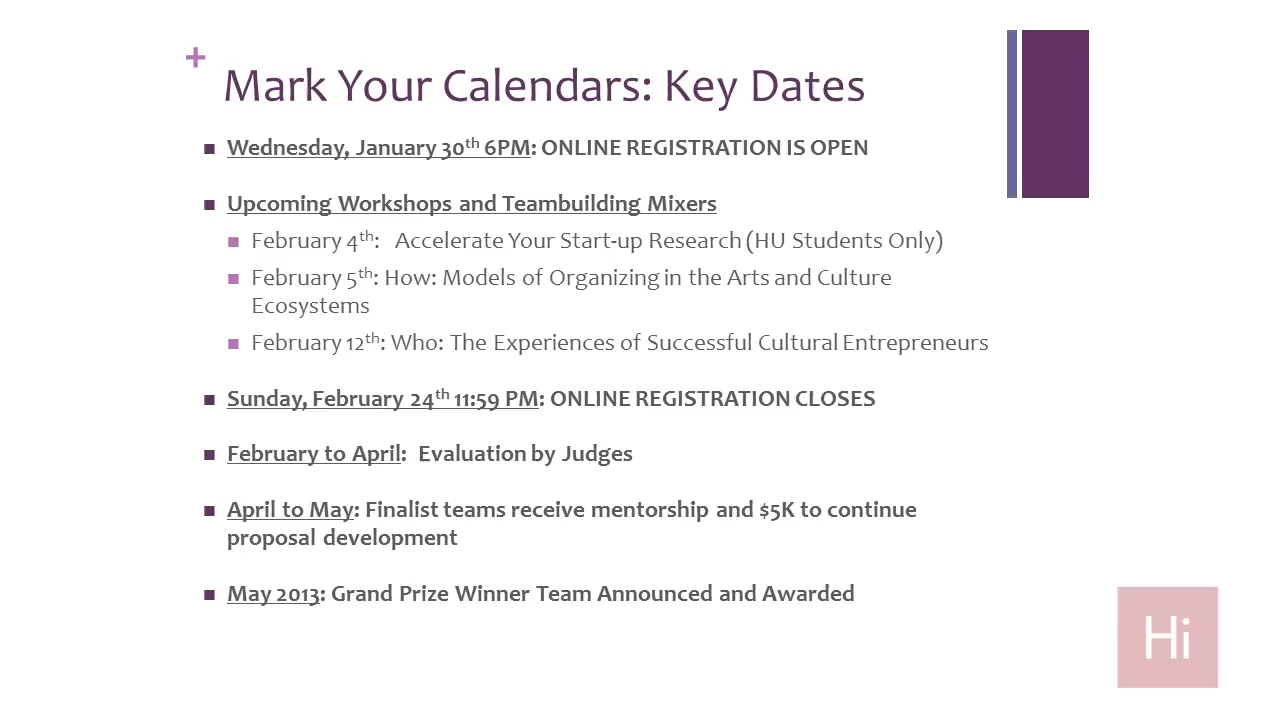 +
Mark Your Calendars: Key Dates
■ Wednesday, January 30th 6PM: ONLINE REGISTRATION IS OPEN
■ Upcoming Workshops and Teambuilding Mixers
■ February 4th: Accelerate Your Start-up Research (HU Students Only)
■ February 5th: How: Models of Organizing in the Arts and Culture
Ecosystems
■ February 12th: Who: The Experiences of Successful Cultural Entrepreneurs
■ Sunday, February 24th 11:59 PM: ONLINE REGISTRATION CLOSES
■ February to April: Evaluation by Judges
■ April to May: Finalist teams receive mentorship and $5K to continue
proposal development
■ May 2013: Grand Prize Winner Team Announced and Awarded
Hi